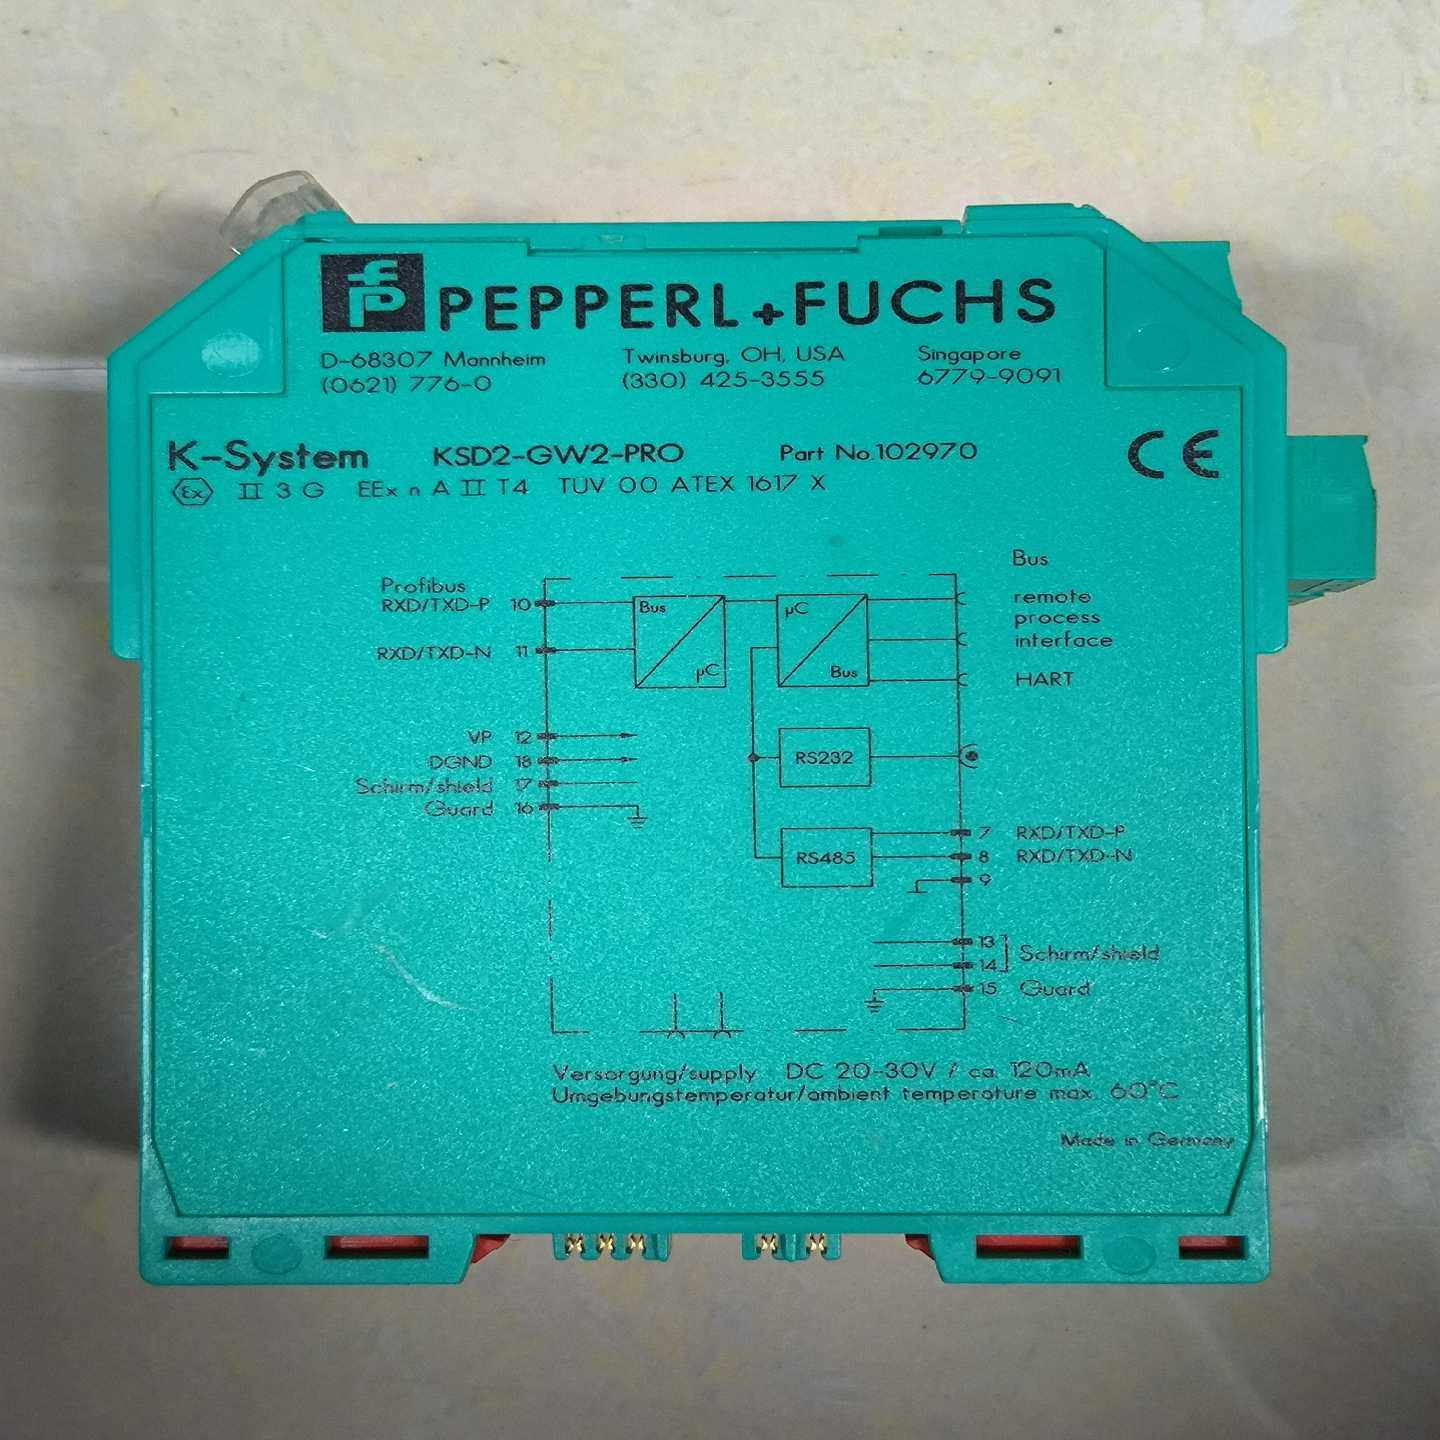 PEPPERL+FUCHS
D-68307 Mannheim Twinsburg, OH, USA Singapore
(0621) 776-0 (330) 425-3555 6779-9091
K-System KSD2-GW2-PRO Part No.102970 CE
Ex II 3 G EEx n A II T4 TÜV 00 ATEX 1617 X
Bus
Profibus
RXD/TXD-P 10 Bus µC remote
process
RXD/TXD-N 11 interface
µC Bus HART
VP 12
DGND 18 RS232
Schirm/shield 17
Guard 16
7 RXD/TXD-P
RS485 8 RXD/TXD-N
9
13
14 Schirm/shield
15 Guard
Versorgung/supply DC 20-30V / ca. 120mA
Umgebungstemperatur/ambient temperature max. 60°C
Made in Germany